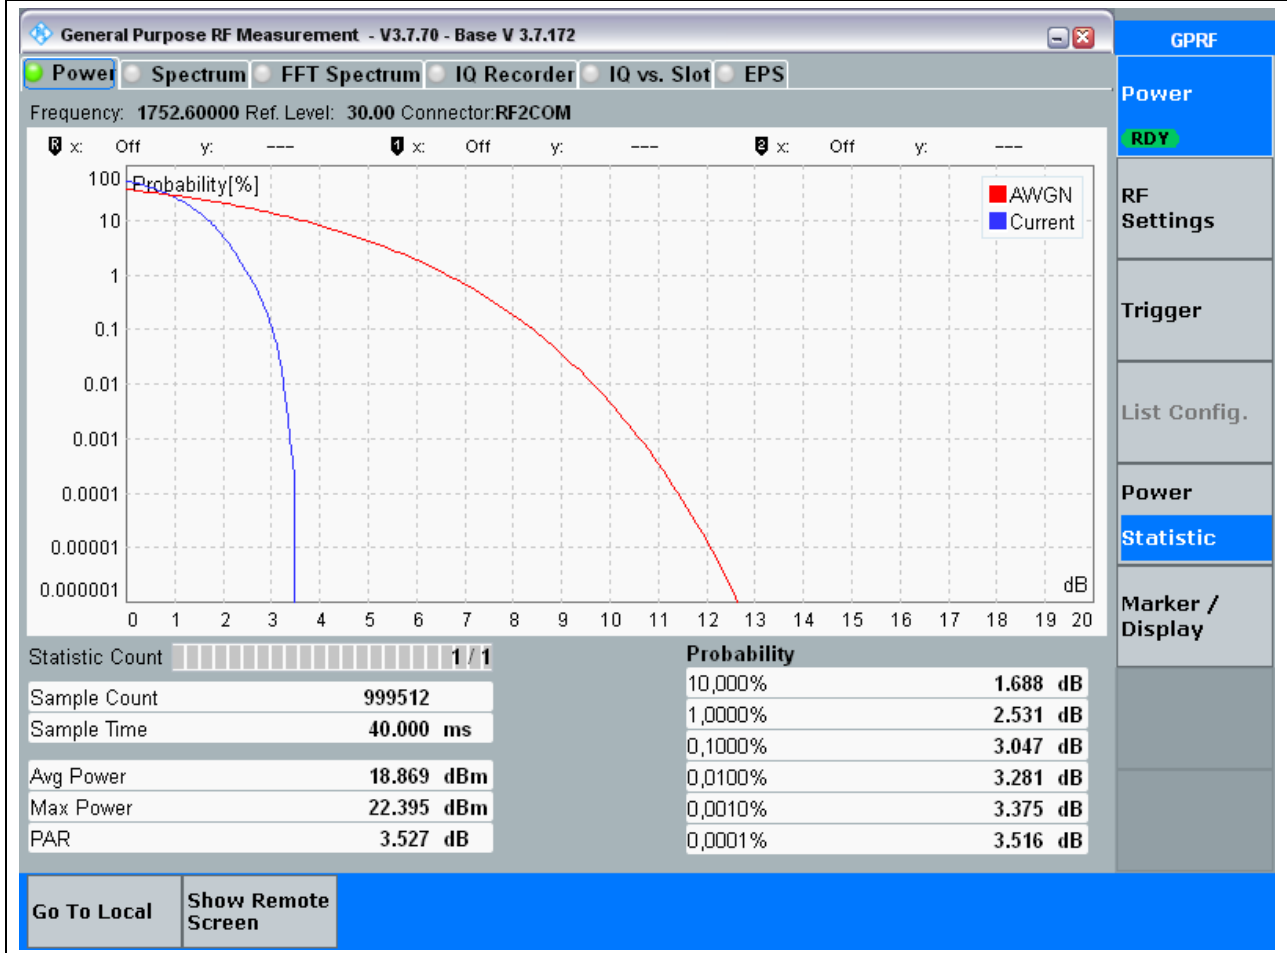 General Purpose RF Measurement - V3.7.70 - Base V 3.7.172
GPRF
Power Spectrum FFT Spectrum IQ Recorder IQ vs. Slot EPS
Power
RDY
Frequency: 1752.60000 Ref. Level: 30.00 Connector:RF2COM
R x: Off y: --- 1 x: Off y: --- 2 x: Off y: ---
Probability[%]
AWGN
Current
100
10
1
0.1
0.01
0.001
0.0001
0.00001
0.000001
dB
0 1 2 3 4 5 6 7 8 9 10 11 12 13 14 15 16 17 18 19 20
RF
Settings
Trigger
List Config.
Power
Statistic
Marker /
Display
Statistic Count 1 / 1
Sample Count 999512
Sample Time 40.000 ms
Avg Power 18.869 dBm
Max Power 22.395 dBm
PAR 3.527 dB
Probability
10,000% 1.688 dB
1,0000% 2.531 dB
0,1000% 3.047 dB
0,0100% 3.281 dB
0,0010% 3.375 dB
0,0001% 3.516 dB
Go To Local
Show Remote
Screen